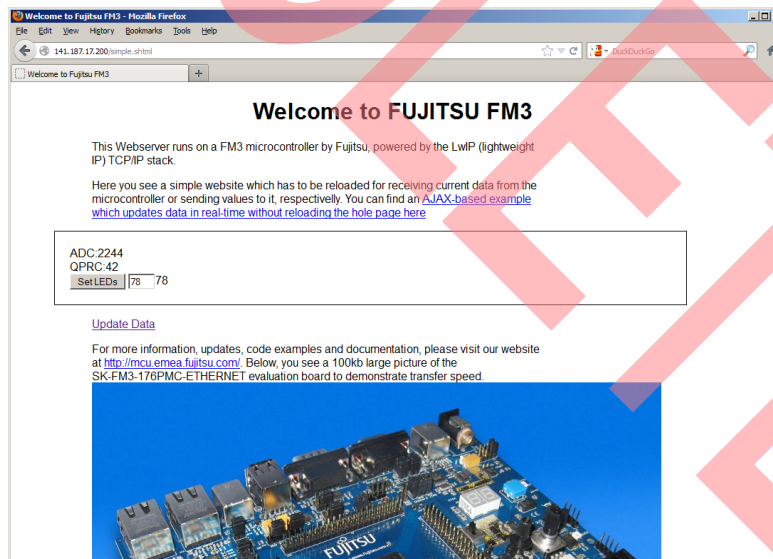 Welcome to Fujitsu FM3 - Mozilla Firefox
File Edit View History Bookmarks Tools Help
141.187.17.200/simple.shtml DuckDuckGo
Welcome to Fujitsu FM3 +
Welcome to FUJITSU FM3
This Webserver runs on a FM3 microcontroller by Fujitsu, powered by the LwIP (lightweight
IP) TCP/IP stack.
Here you see a simple website which has to be reloaded for receiving current data from the
microcontroller or sending values to it, respectivelly. You can find an AJAX-based example
which updates data in real-time without reloading the hole page here
ADC:2244
QPRC:42
Set LEDs 78 78
Update Data
For more information, updates, code examples and documentation, please visit our website
at http://mcu.emea.fujitsu.com/. Below, you see a 100kb large picture of the
SK-FM3-176PMC-ETHERNET evaluation board to demonstrate transfer speed.
FUJITSU